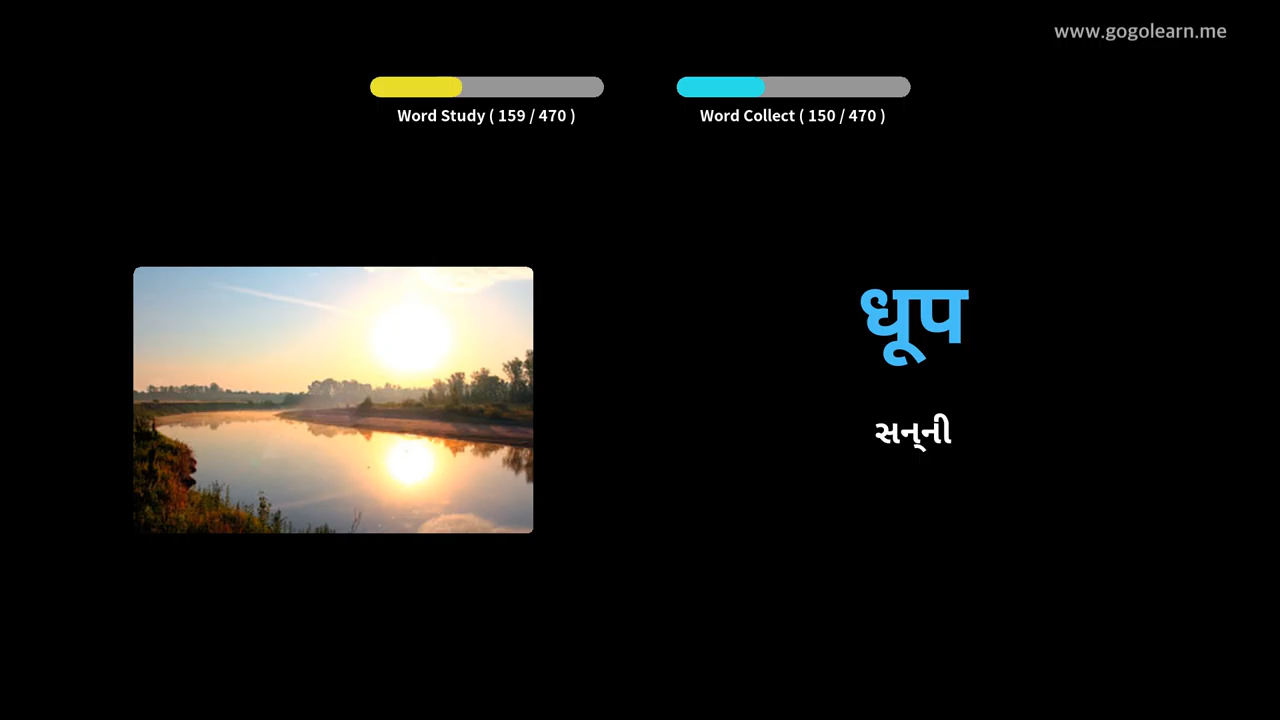 www.gogolearn.me
Word Study ( 159 / 470 )
Word Collect ( 150 / 470 )
धूप
સન્‌ની